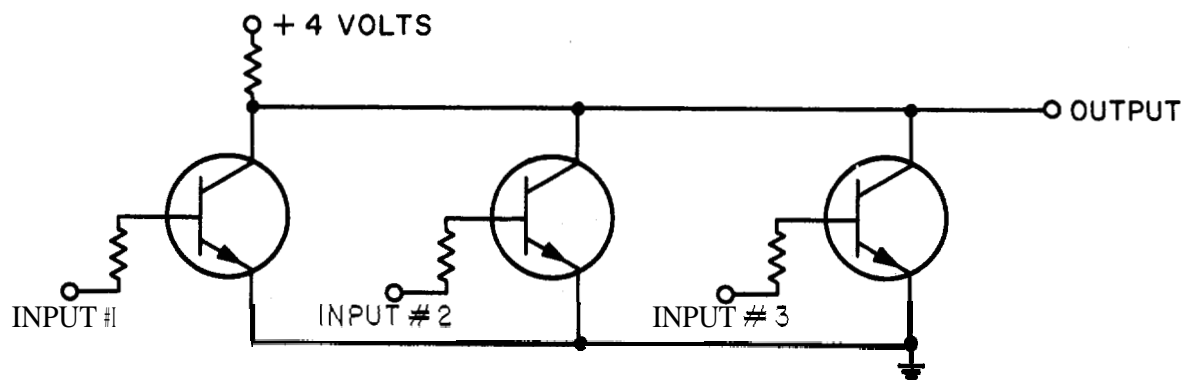 + 4 VOLTS
OUTPUT
INPUT #1
INPUT # 2
INPUT # 3